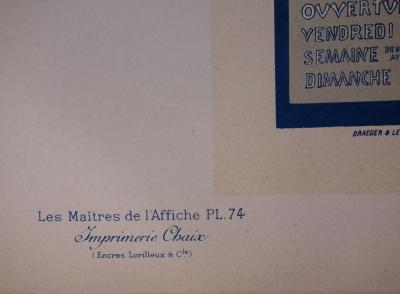 OUVERTU
VENDREDI
SEMAINE
DIMANCHE
DRAEGER & LE
Les Maîtres de l'Affiche PL. 74
Imprimerie Chaix
(Encres Lorilleux & Cie)